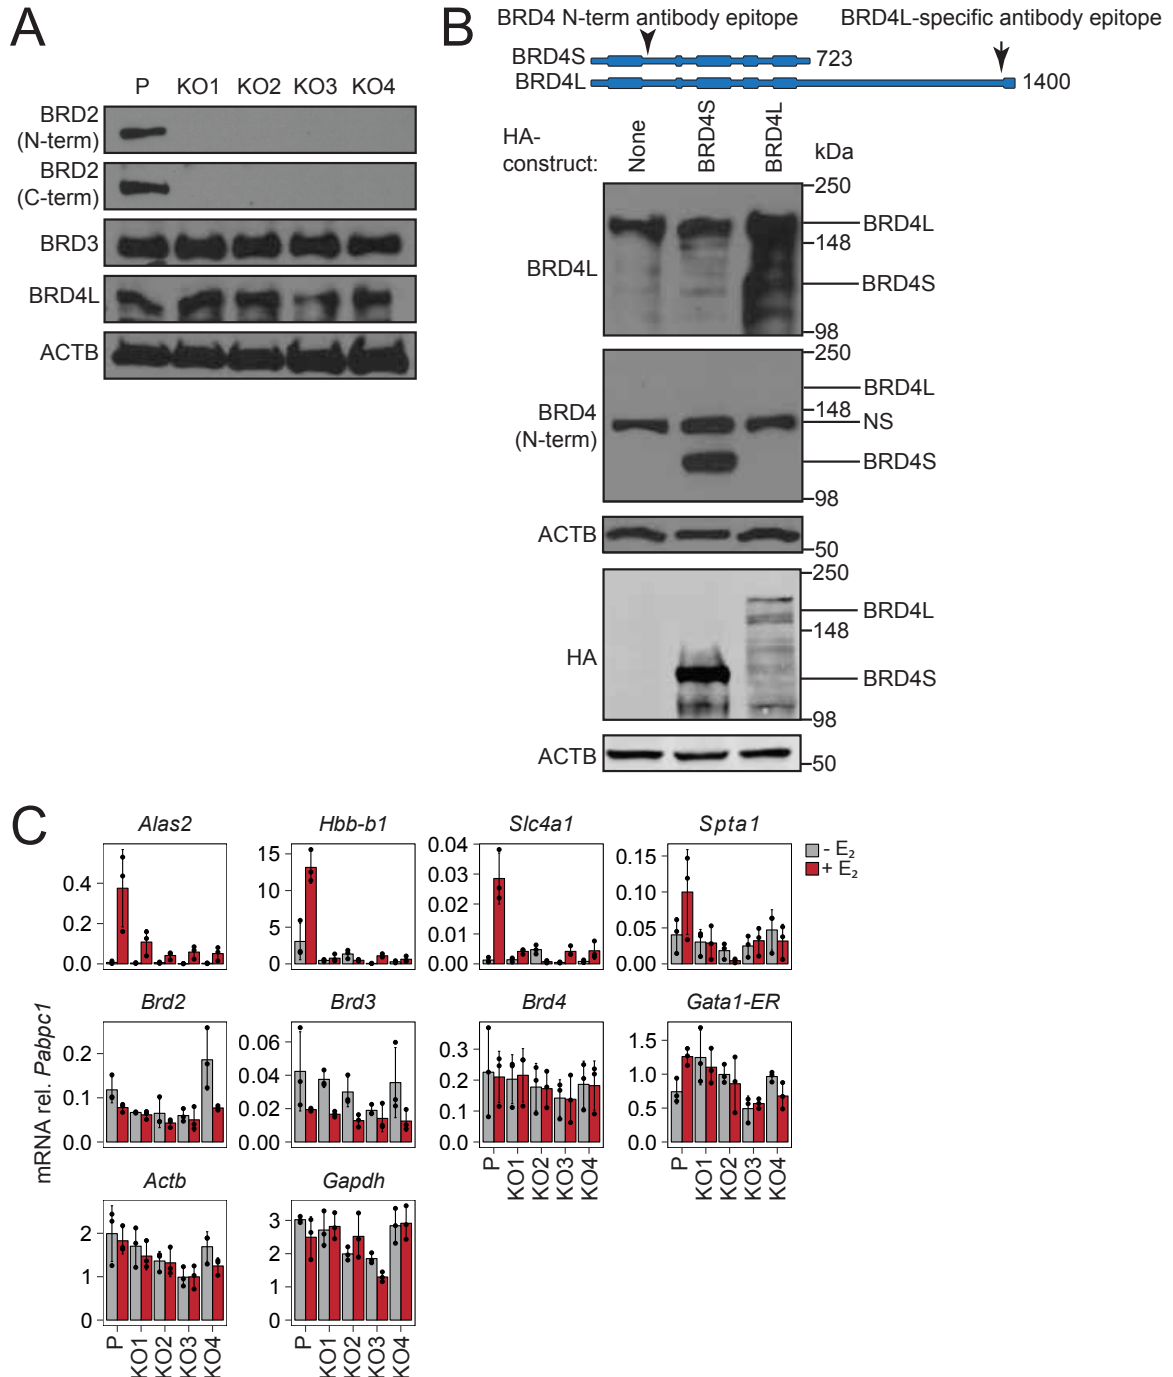 A
P KO1 KO2 KO3 KO4
BRD2
(N-term)
BRD2
(C-term)
BRD3
BRD4L
ACTB
B
BRD4 N-term antibody epitope
BRD4L-specific antibody epitope
BRD4S
723
BRD4L
1400
HA-
construct:
None
BRD4S
BRD4L
kDa
BRD4L
250
BRD4L
148
BRD4S
98
BRD4
(N-term)
250
BRD4L
148
NS
BRD4S
98
ACTB
50
HA
250
BRD4L
148
BRD4S
98
ACTB
50
C
mRNA rel. Pabpc1
Alas2
0.4
0.2
0.0
Hbb-b1
15
10
5
0
Slc4a1
0.04
0.03
0.02
0.01
0.00
Spta1
0.15
0.10
0.05
0.00
- E₂
+ E₂
Brd2
0.2
0.1
0.0
Brd3
0.06
0.04
0.02
0.00
Brd4
0.3
0.2
0.1
0.0
P KO1 KO2 KO3 KO4
Gata1-ER
1.5
1.0
0.5
0.0
P KO1 KO2 KO3 KO4
Actb
2
1
0
P KO1 KO2 KO3 KO4
Gapdh
3
2
1
0
P KO1 KO2 KO3 KO4